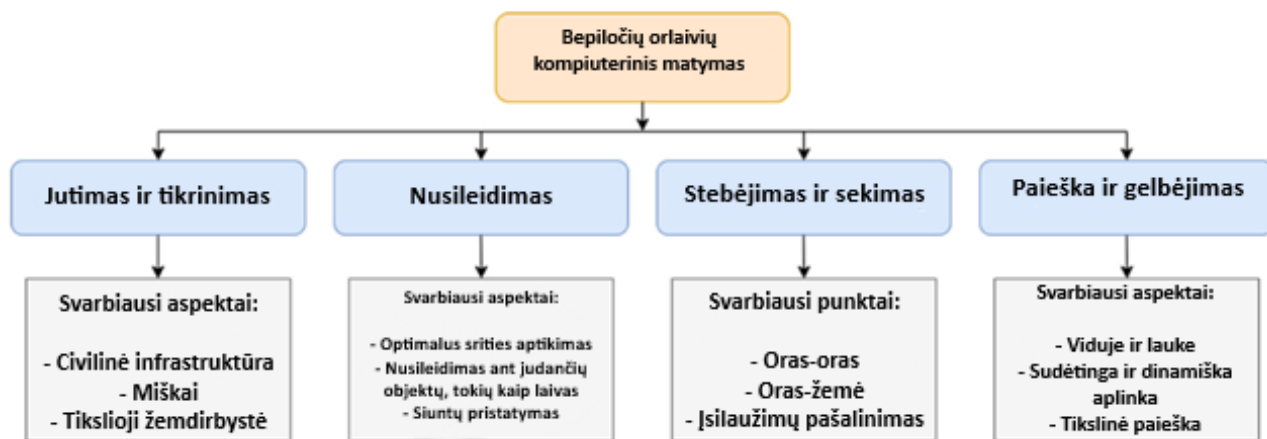 Bepiločių orlaivių
kompiuterinis matymas
Jutimas ir tikrinimas
Nusileidimas
Stebėjimas ir sekimas
Paieška ir gelbėjimas
Svarbiausi aspektai:
- Civilinė infrastruktūra
- Miškai
- Tikslioji žemdirbystė
Svarbiausi aspektai:
- Optimalus srities aptikimas
- Nusileidimas ant judančių
objektų, tokių kaip laivas
- Siuntų pristatymas
Svarbiausi punktai:
- Oras-oras
- Oras-žemė
- Įsilaužimų pašalinimas
Svarbiausi aspektai:
- Viduje ir lauke
- Sudėtinga ir dinamiška
aplinka
- Tikslinė paieška